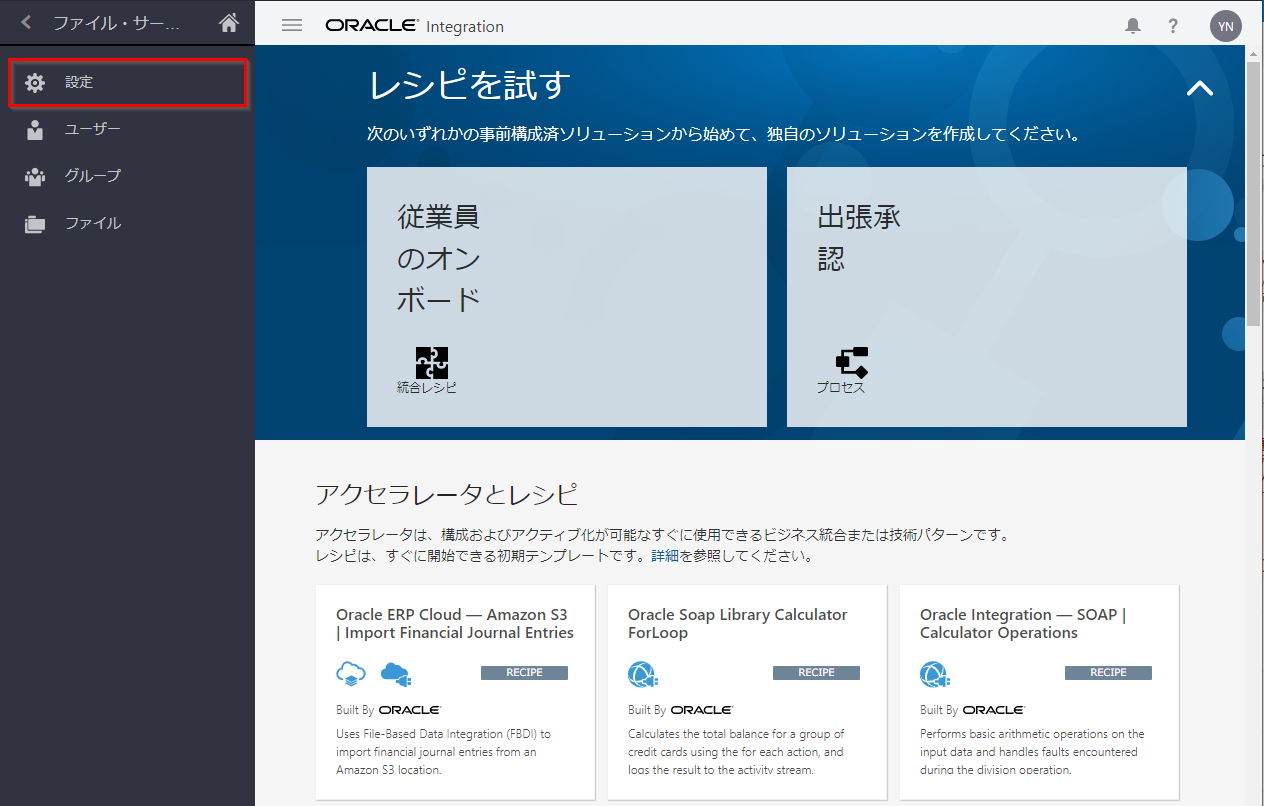 ファイル・サー...
ORACLE Integration
?
YN
設定
ユーザー
グループ
ファイル
レシピを試す
次のいずれかの事前構成済ソリューションから始めて、独自のソリューションを作成してください。
従業員
のオン
ボード
統合レシピ
出張承
認
プロセス
アクセラレータとレシピ
アクセラレータは、構成およびアクティブ化が可能なすぐに使用できるビジネス統合または技術パターンです。
レシピは、すぐに開始できる初期テンプレートです。詳細を参照してください。
Oracle ERP Cloud — Amazon S3
| Import Financial Journal Entries
RECIPE
Built By ORACLE
Uses File-Based Data Integration (FBDI) to
import financial journal entries from an
Amazon S3 location.
Oracle Soap Library Calculator
ForLoop
RECIPE
Built By ORACLE
Calculates the total balance for a group of
credit cards using the for each action, and
logs the result to the activity stream.
Oracle Integration — SOAP |
Calculator Operations
RECIPE
Built By ORACLE
Performs basic arithmetic operations on the
input data and handles faults encountered
during the division operation.